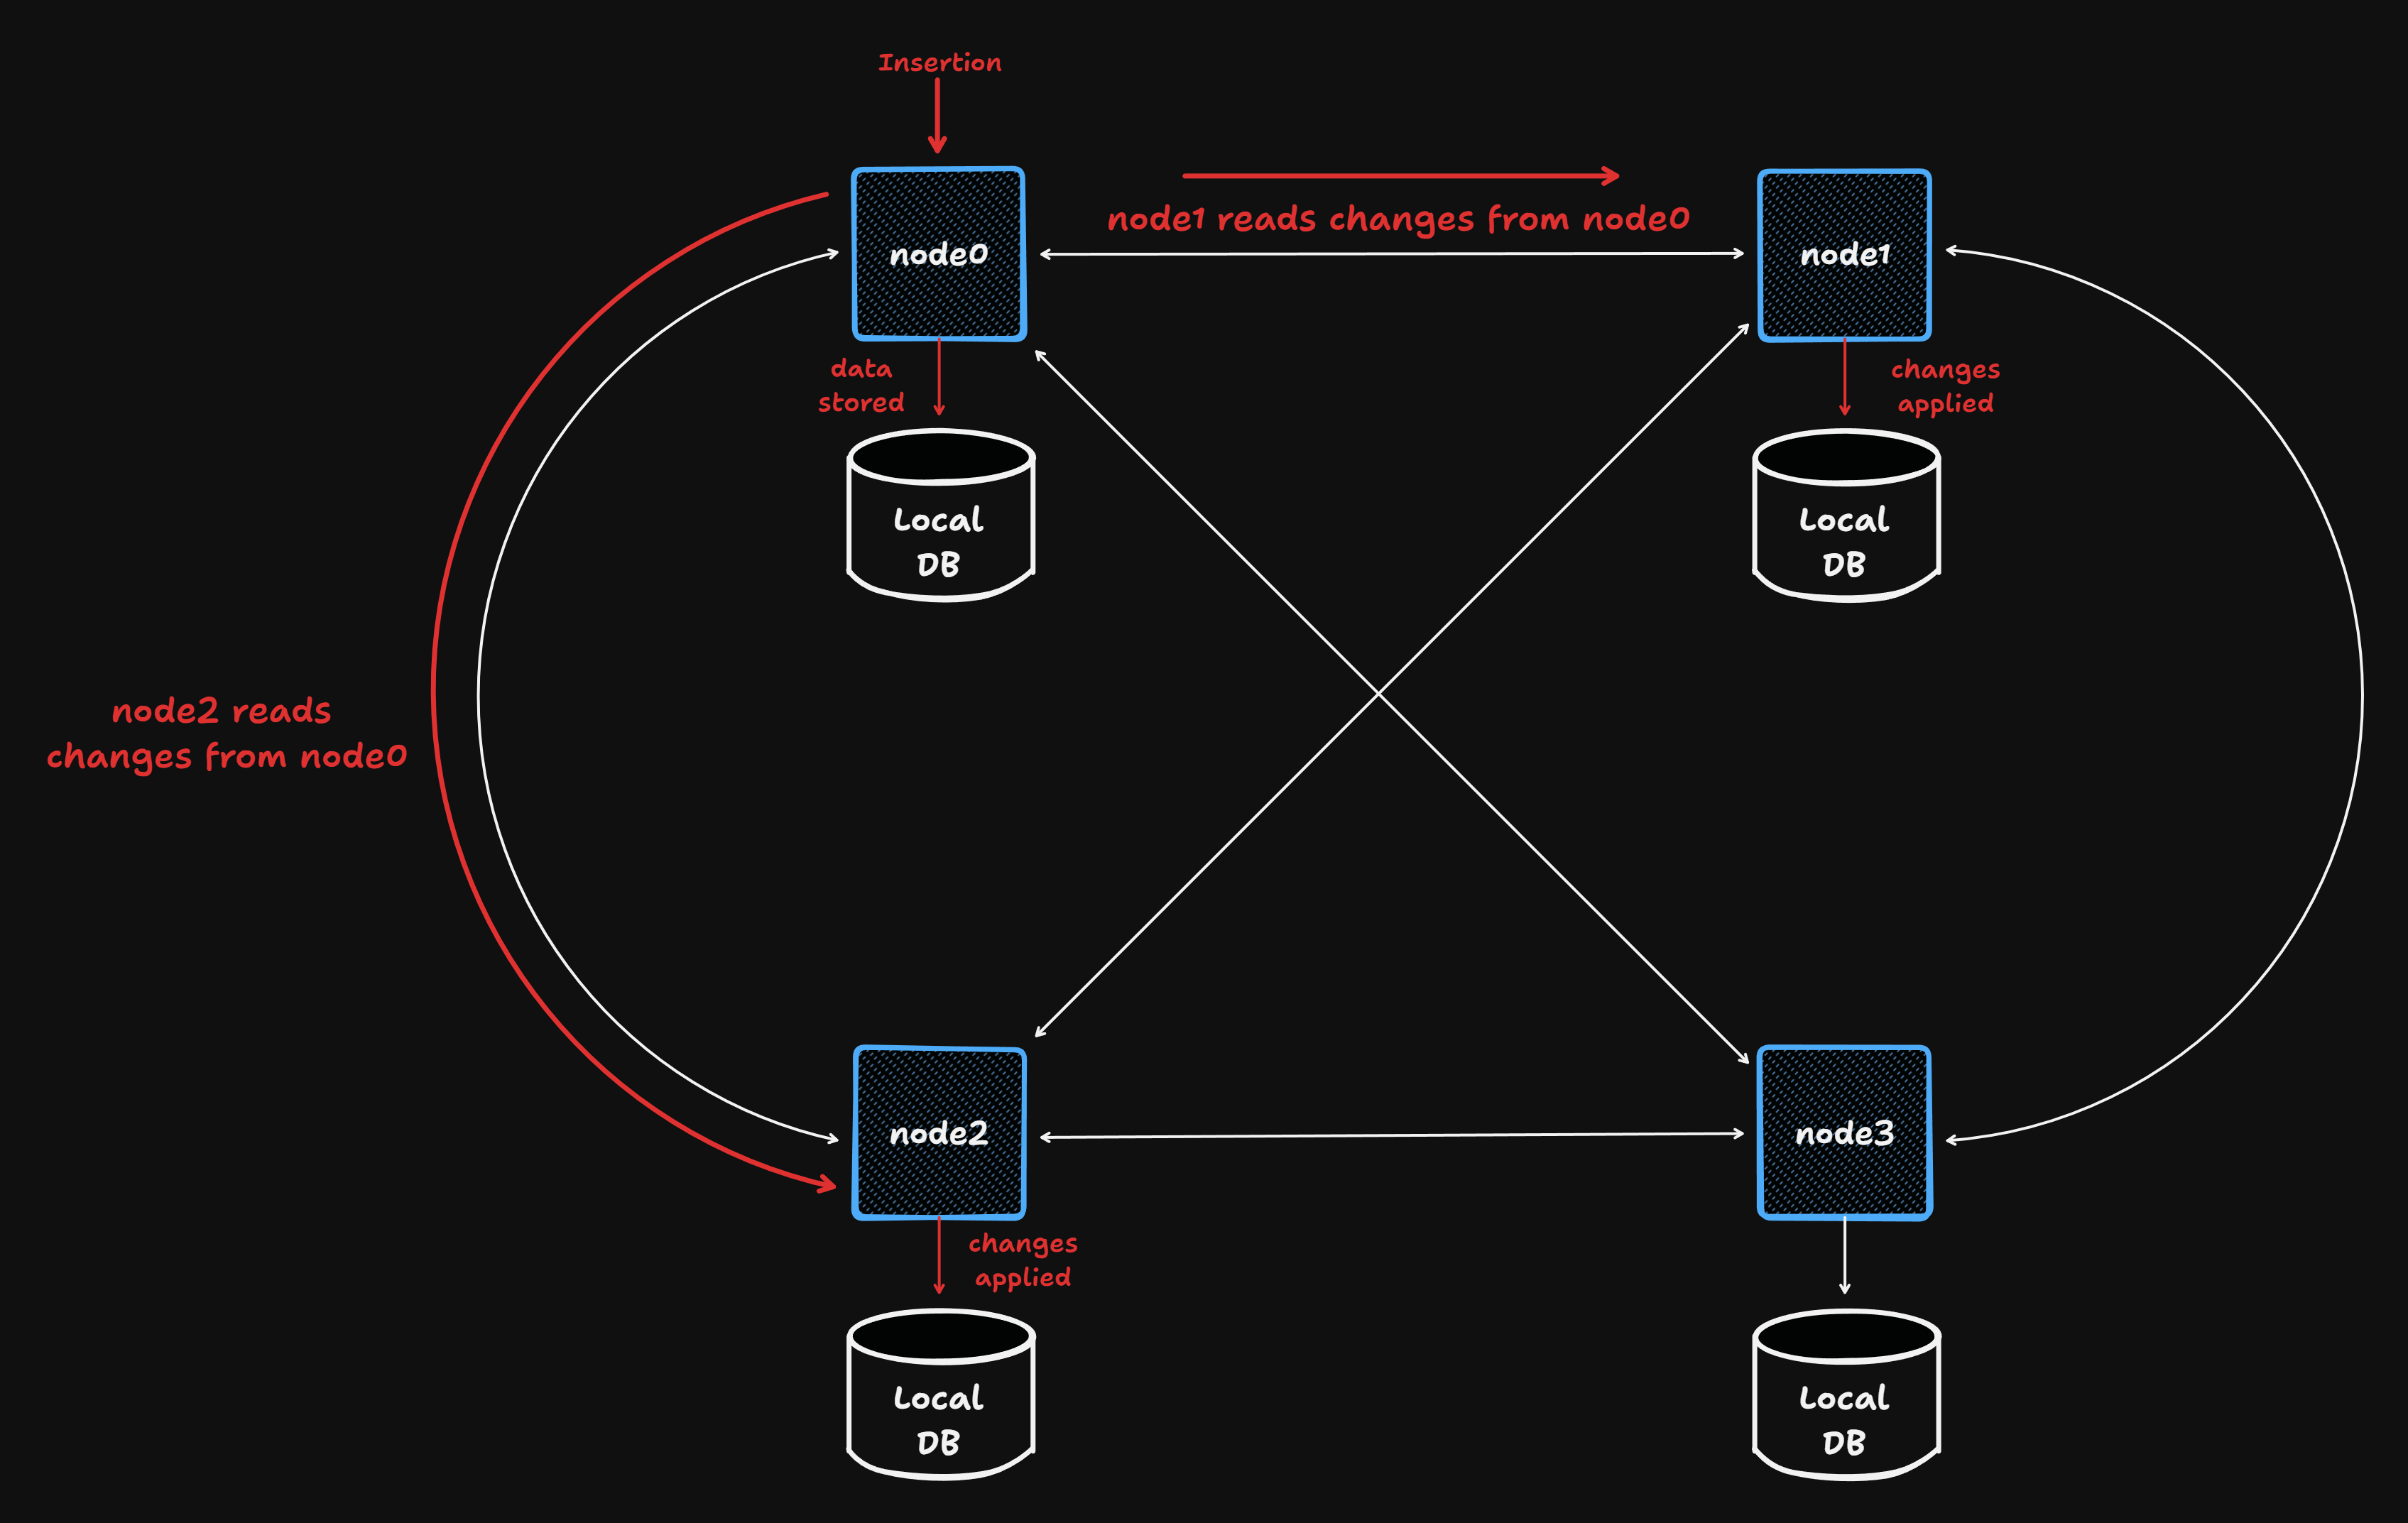 Insertion
node1 reads changes from node0
node0
node1
data
stored
changes
applied
Local
DB
Local
DB
node2 reads
changes from node0
node2
node3
changes
applied
Local
DB
Local
DB